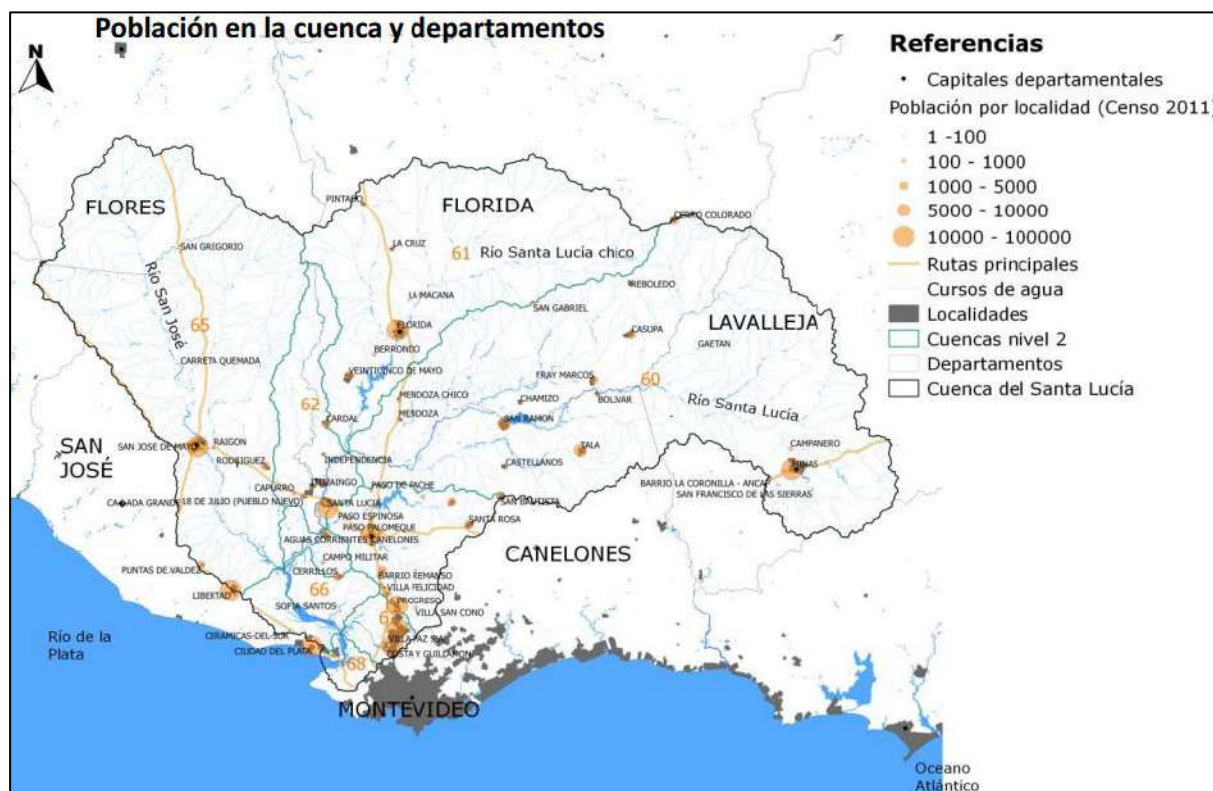 Población en la cuenca y departamentos
N
Referencias
Capitales departamentales
Población por localidad (Censo 2011)
1 -100
100 - 1000
1000 - 5000
5000 - 10000
10000 - 100000
Rutas principales
Cursos de agua
Localidades
Cuencas nivel 2
Departamentos
Cuenca del Santa Lucía
FLORES
PINTADO
FLORIDA
CERRO COLORADO
SAN GREGORIO
LA CRUZ
61
Río Santa Lucía chico
Río San José
REBOLEDO
LA MACANA
SAN GABRIEL
65
FLORIDA
CASUPA
LAVALLEJA
GAETAN
BERRONDO
CARRETA QUEMADA
VEINTICINCO DE MAYO
FRAY MARCOS
60
MENDOZA CHICO
CHAMIZO
BOLIVAR
Río Santa Lucía
62
MENDOZA
CARDAL
SAN RAMON
SAN JOSÉ
SAN JOSE DE MAYO
RAIGON
TALA
CAMPANERO
RODRIGUEZ
INDEPENDENCIA
CASTELLANOS
MINAS
CAPURRO
ITUZAINGO
PASO DE PACHE
BARRIO LA CORONILLA - ANCAP
SAN FRANCISCO DE LAS SIERRAS
CAÑADA GRANDE
18 DE JULIO (PUEBLO NUEVO)
SANTA LUCIA
SAN BAUTISTA
PASO ESPINOSA
PASO PALOMEQUE
SANTA ROSA
AGUAS CORRIENTES
CANELONES
CANELONES
CAMPO MILITAR
PUNTAS DE VALDEZ
CERRILLOS
BARRIO REMANSO
66
VILLA FELICIDAD
LIBERTAD
SOFIA SANTOS
PROGRESO
VILLA SAN CONO
Río de la Plata
CERAMICAS-DEL-SUR
CIUDAD DEL PLATA
COSTA Y GUILLAMON
68
MONTEVIDEO
Oceano
Atlántico